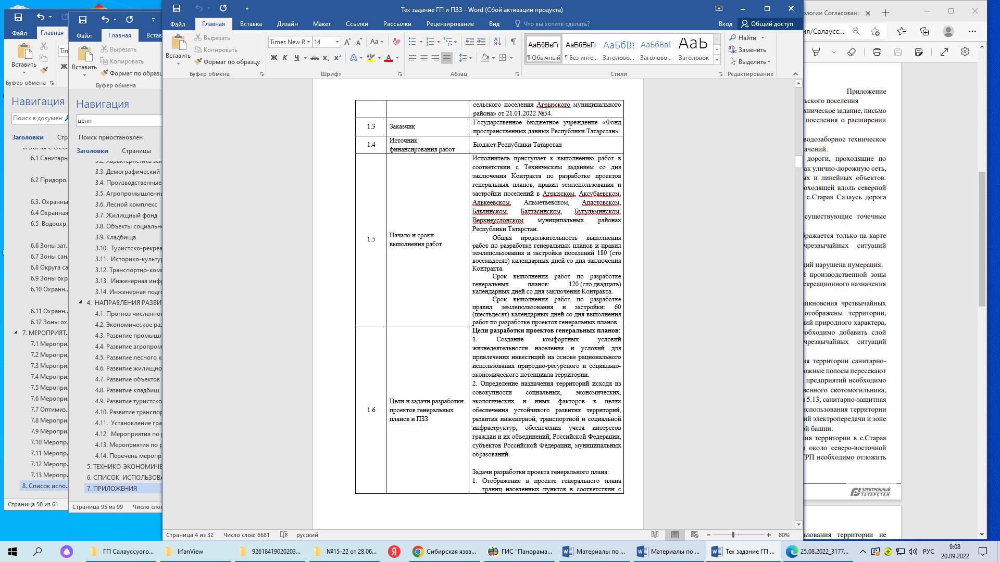 Тех задание ГП и ПЗЗ - Word (Сбой активации продукта)
Файл
Главная
Вставка
Дизайн
Макет
Ссылки
Рассылки
Рецензирование
Вид
Что вы хотите сделать?
Вход
Общий доступ
Вставить
Вырезать
Копировать
Формат по образцу
Буфер обмена
Times New R
14
Шрифт
Абзац
АаБбВвГг
АаБбВвГг
¶ Обычный
¶ Без инте...
Заголово...
Заголово...
Заголовок
Стили
Найти
Заменить
Выделить
Редактирование
сельского поселения Агрызского муниципального
района» от 21.01.2022 №54.
1.3
Заказчик
Государственное бюджетное учреждение «Фонд
пространственных данных Республики Татарстан»
1.4
Источник
финансирования работ
Бюджет Республики Татарстан
1.5
Начало и сроки
выполнения работ
Исполнитель приступает к выполнению работ в
соответствии с Техническим заданием со дня
заключения Контракта по разработке проектов
генеральных планов, правил землепользования и
застройки поселений в Агрызском, Аксубаевском,
Алькеевском, Альметьевском, Апастовском,
Бавлинском, Балтасинском, Бугульминском,
Верхнеуслонском муниципальных районах
Республики Татарстан.
Общая продолжительность выполнения
работ по разработке генеральных планов и правил
землепользования и застройки поселений 180 (сто
восемьдесят) календарных дней со дня заключения
Контракта.
Срок выполнения работ по разработке
генеральных планов: 120 (сто двадцать)
календарных дней со дня заключения Контракта.
Срок выполнения работ по разработке
правил землепользования и застройки: 60
(шестьдесят) календарных дней со дня выполнения
работ по разработке проектов генеральных планов.
1.6
Цели и задачи разработки
проектов генеральных
планов и ПЗЗ
Цели разработки проектов генеральных планов:
1. Создание комфортных условий
жизнедеятельности населения и условий для
привлечения инвестиций на основе рационального
использования природно-ресурсного и социально-
экономического потенциала территории.
2. Определение назначения территорий исходя из
совокупности социальных, экономических,
экологических и иных факторов в целях
обеспечения устойчивого развития территорий,
развития инженерной, транспортной и социальной
инфраструктур, обеспечения учета интересов
граждан и их объединений, Российской Федерации,
субъектов Российской Федерации, муниципальных
образований.
Задачи разработки проекта генерального плана:
1. Отображение в проекте генерального плана
границ населенных пунктов в соответствии с
Страница 4 из 32
Число слов: 6681
русский
80%
Файл
Главная
Вставить
Буфер обмена
Навигация
Поиск в докумен
Заголовки
6.1 Санитарн...
6.2 Придоро...
6.3. Охранны
6.4 Охранная
6.5 Водоохр...
6.6 Зоны зат...
6.7 Зоны сан...
6.8 Округа са
6.9 Зоны охр
6.10 Охранн...
6.11 Охранн...
6.12 Зоны ох...
7. МЕРОПРИЯТ...
7.1 Меропри...
7.2 Меропри...
7.3 Меропри...
7.4 Меропри...
7.5 Меропри...
7.6 Меропри...
7.7 Оптимиз...
7.8 Меропри...
7.9 Меропри...
7.10 Меропр...
7.11 Меропр...
7.12 Меропр...
7.13 Меропр...
8. Список испо...
Страница 58 из 61
Файл
Главная
Встав
Вставить
Вырезать
Копировать
Формат по образц
Буфер обмена
Навигация
ценн
Поиск приостановлен
Заголовки
Страницы
3.3. Демографический
3.4. Производственные
3.5. Агропромышленн
3.6. Лесной комплекс
3.7. Жилищный фонд
3.8. Объекты социальн
3.9. Кладбища
3.10. Туристско-рекреа
3.11. Историко-культур
3.12. Транспортно-ком
3.13. Инженерная инфр
3.14. Инженерная подго
4. НАПРАВЛЕНИЯ РАЗВИ
4.1. Прогноз численнос
4.2. Экономическое раз
4.3. Развитие промышл
4.4. Развитие агропром
4.5. Развитие лесного к
4.6. Развитие жилищно
4.7. Развитие объектов
4.8. Развитие кладбищ
4.9. Развитие туристско
4.10. Развитие транспор
4.11. Установление гра
4.12. Мероприятия по
4.13. Мероприятия по р
4.14. Перечень меропр
5. ТЕХНИКО-ЭКОНОМИЧЕ
6. СПИСОК ИСПОЛЬЗОВА
7. ПРИЛОЖЕНИЯ
Страница 95 из 99
Число слов
ологии Согласовано
ия/Салаусс...
Приложение
льского поселения
хническое задание, письмо
поселения о расширении
водозаборное техническое
ачений.
дороги, проходящие по
ак улично-дорожную сеть,
ых и линейных объектов.
оходящей вдоль северной
с.Старая Салаусь дорога
существующие точечные
бражается только на карте
чрезвычайных ситуаций
ций нарушена нумерация.
й производственной зоны
екреационного назначения
никновения чрезвычайных
отображены территории,
ций природного характера,
еобходимо добавить слой
чрезвычайных ситуаций
ия территории санитарно-
ожные полосы пересекают
предприятий необходимо
венного скотомогильника,
и 5.13, санитарно-защитная
использования территории
ий электропередачи и зоне
ой башни.
ния территории в с.Старая
и около северо-восточной
ГРП необходимо отложить
ЭЛЕКТРОННЫЙ
ТАТАРСТАН
ьзования территории не
ГП Салауссуого...
IrfanView
92618419020203...
№15-22 от 28.06...
Я
Сибирская язва...
ГИС "Панорама...
Материалы по ...
Материалы по ...
Тех задание ГП ...
25.08.2022_3177...
РУС
9:08
20.09.2022